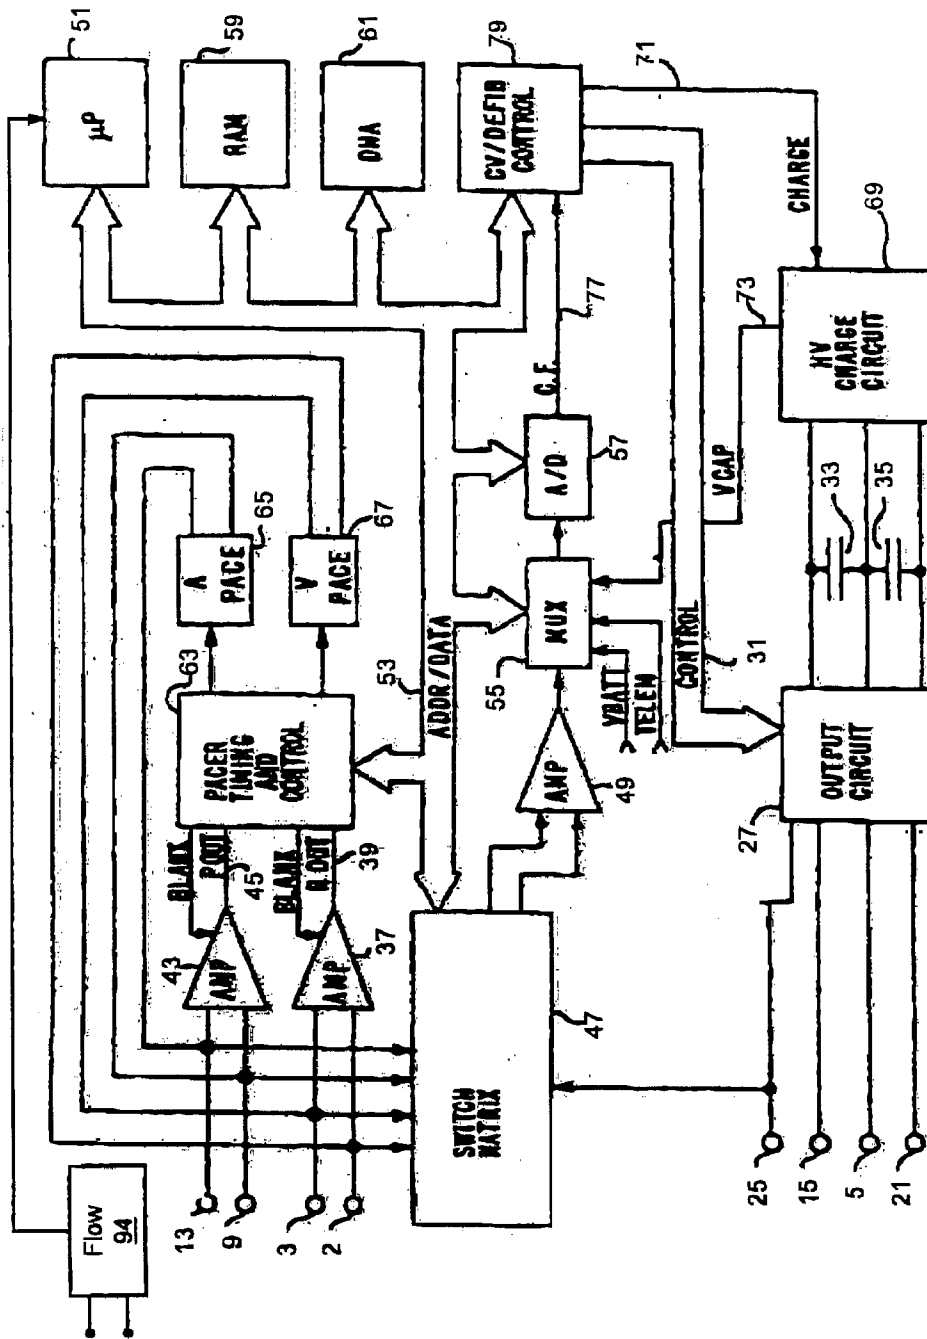 Flow
94
13
9
3
2
43
AMP
AMP
37
BLANK
POUT
45
BLANK
R OUT
39
63
PACER
TIMING
AND
CONTROL
A
PACE
65
V
PACE
67
51
µP
59
RAM
61
DMA
79
CV/DEFIB
CONTROL
71
53
ADDR/DATA
SWITCH
MATRIX
47
AMP
49
55
MUX
A/D
57
77
VBATT
TELEM
CONTROL
31
VCAP
73
CHARGE
69
HV
CHARGE
CIRCUIT
33
35
27
OUTPUT
CIRCUIT
25
15
5
21